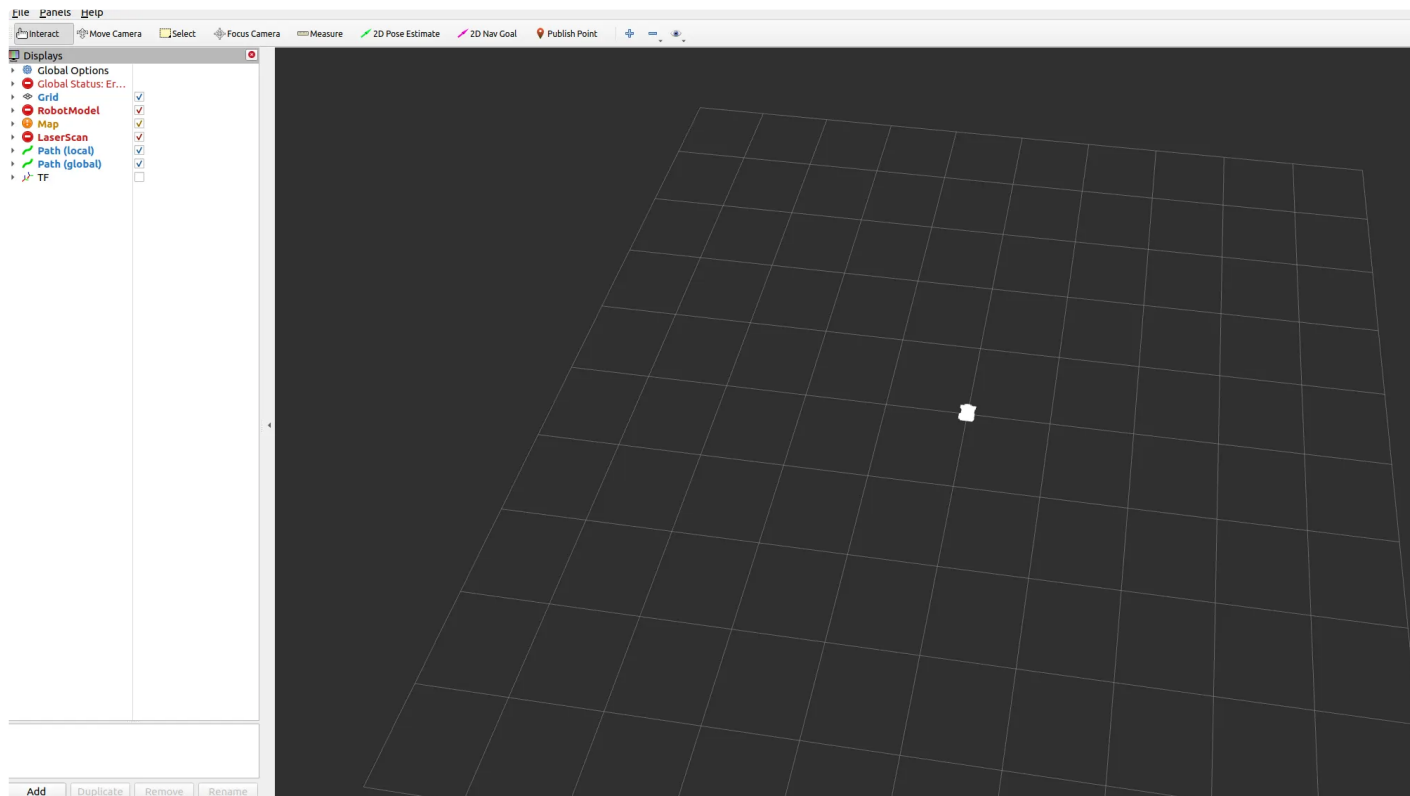 File Panels Help
Interact Move Camera Select Focus Camera Measure 2D Pose Estimate 2D Nav Goal Publish Point
Displays
Global Options
Global Status: Er...
Grid
RobotModel
Map
LaserScan
Path (local)
Path (global)
TF
Add Duplicate Remove Rename